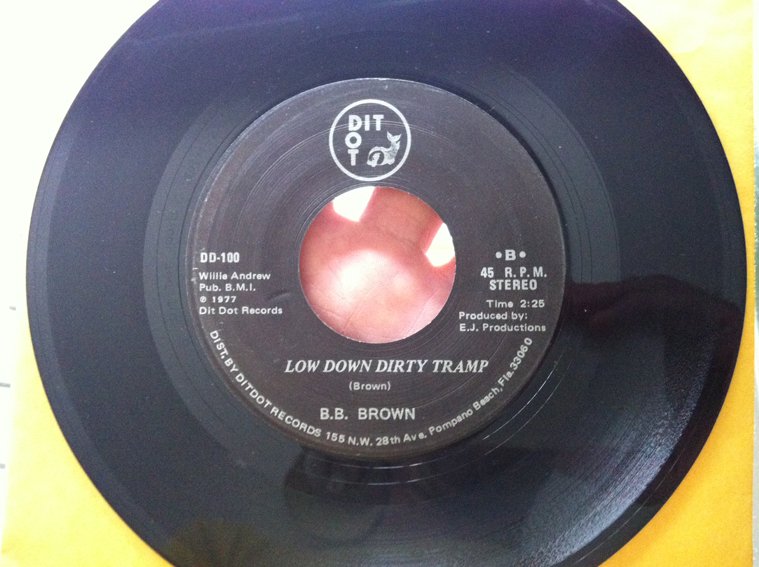 DIT
O
T
DD-100
Willie Andrew
Pub. B.M.I.
℗ 1977
Dit Dot Records
•B•
45 R.P.M.
STEREO
Time 2:25
Produced by:
E.J. Productions
LOW DOWN DIRTY TRAMP
(Brown)
B.B. BROWN
DIST. BY DITDOT RECORDS 155 N.W. 28th Ave. Pompano Beach, Fla. 33060